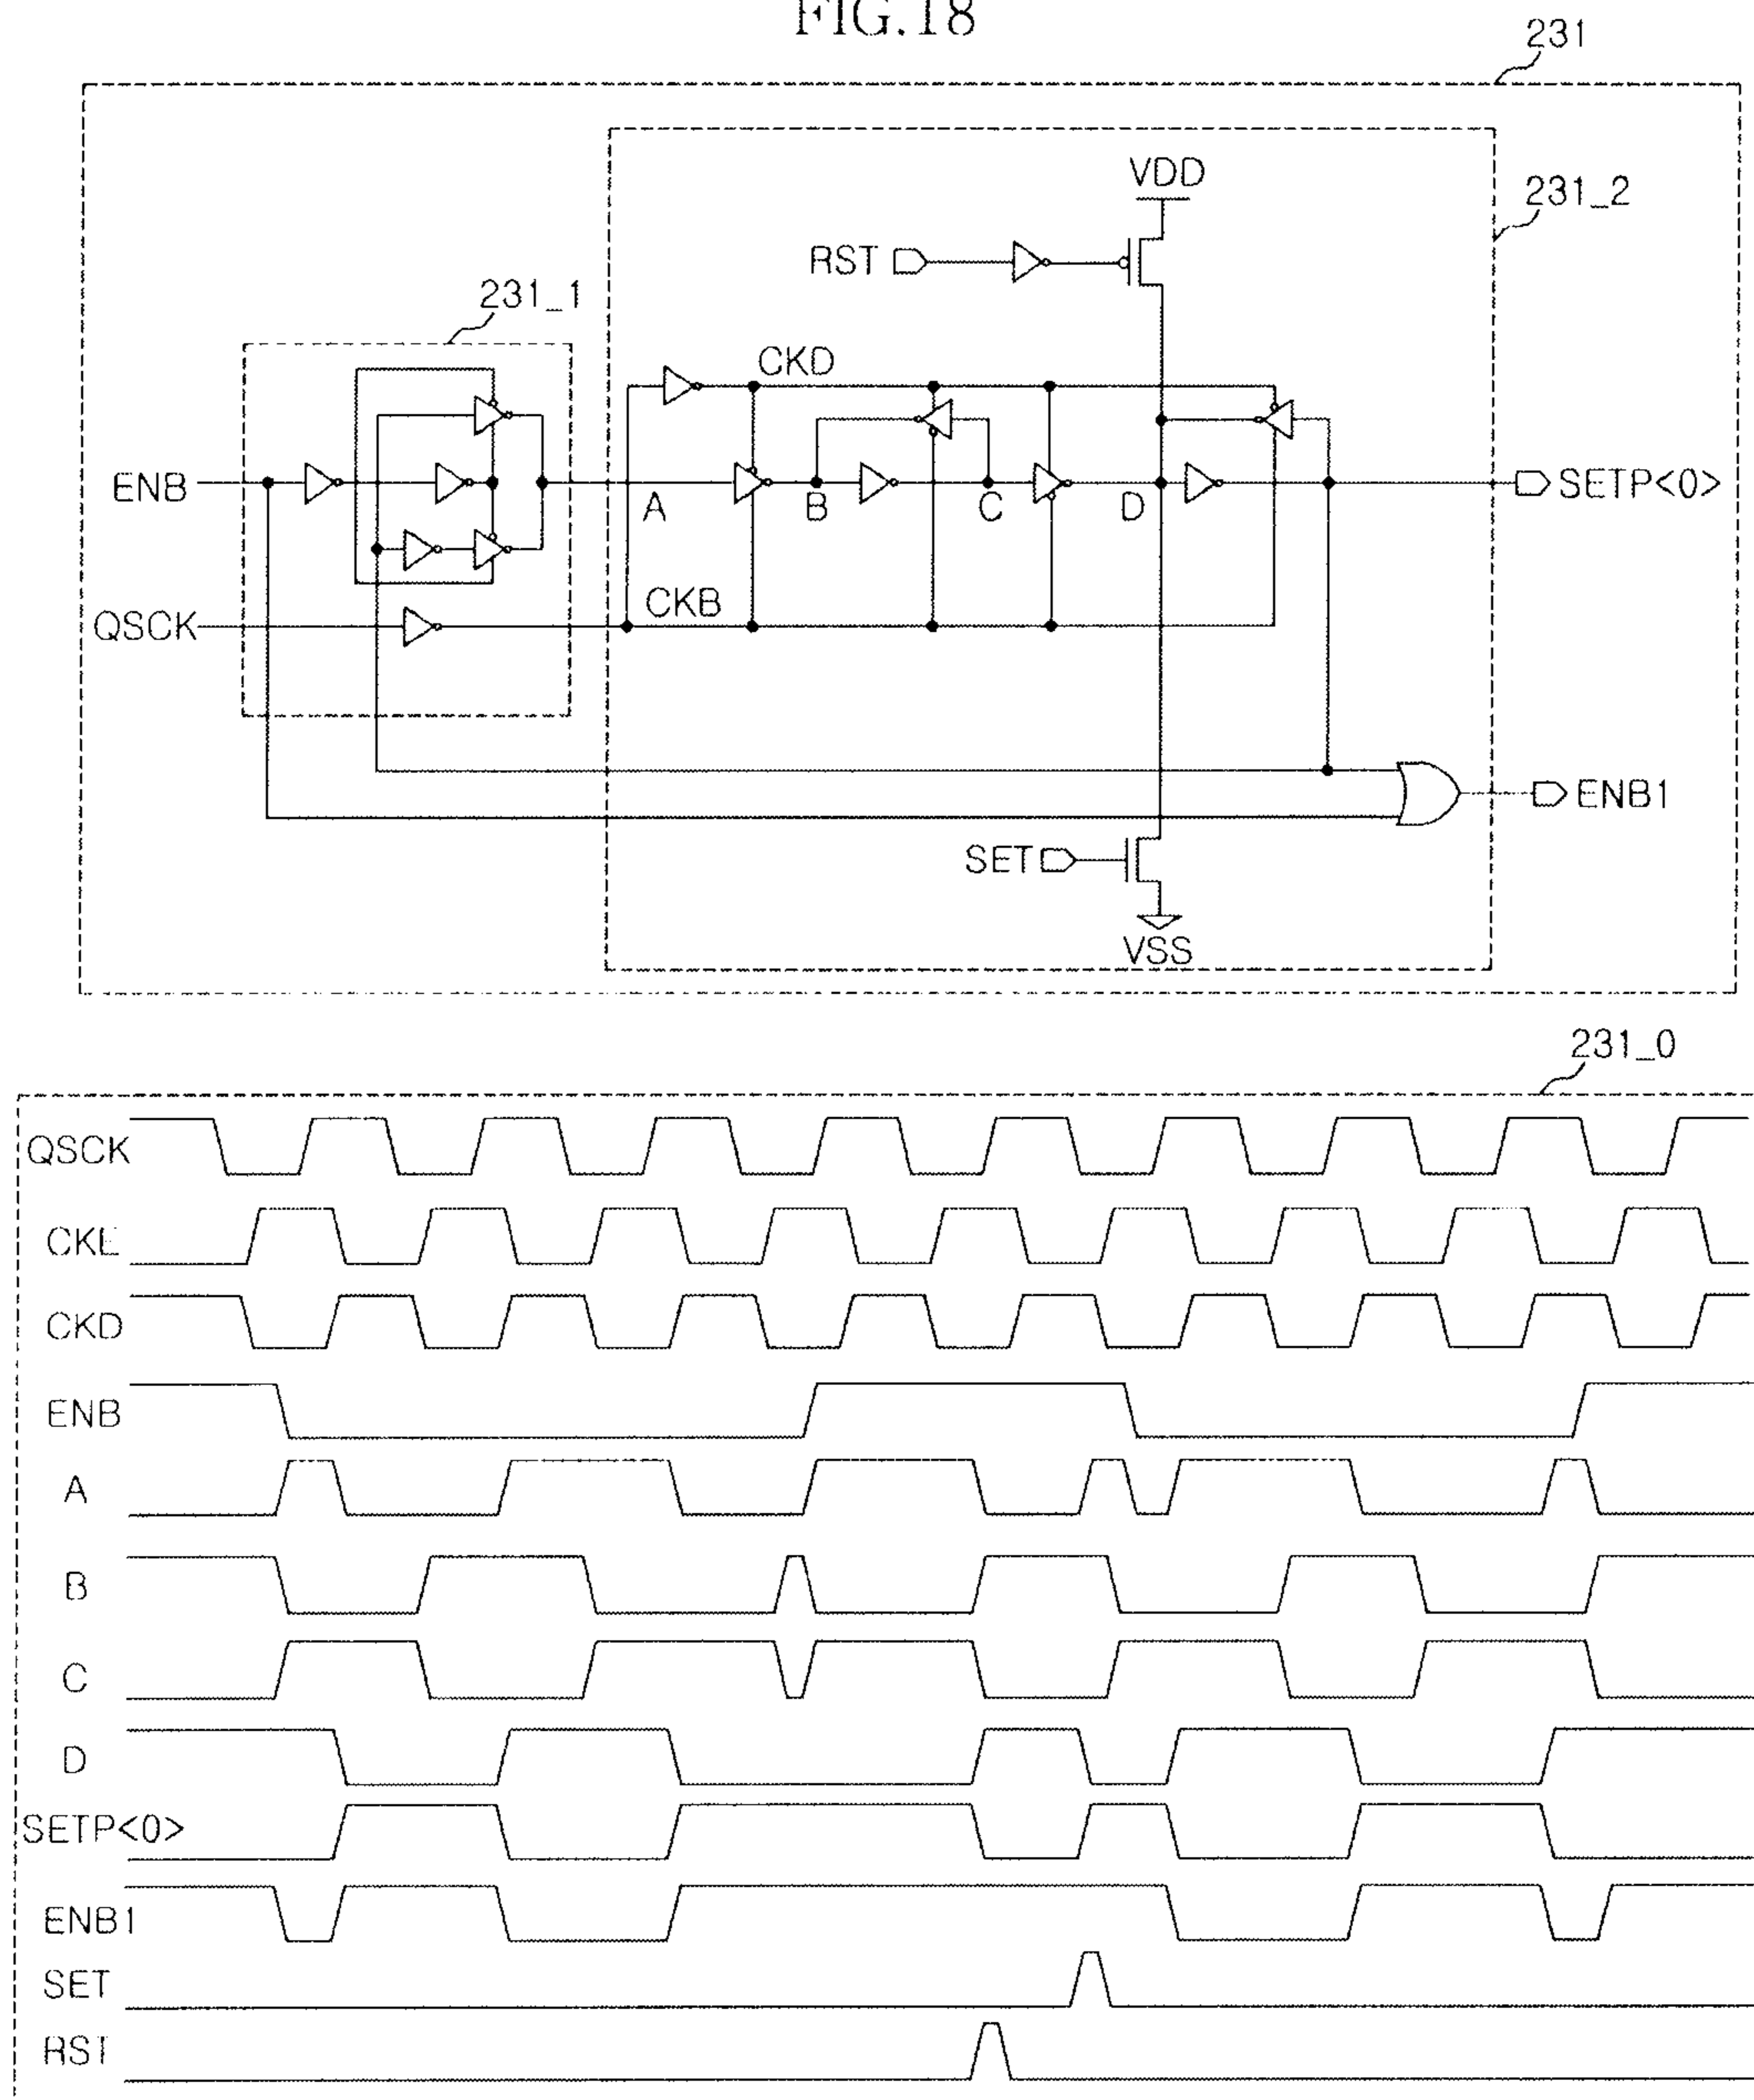 FIG.18
231
VDD
231_2
RST
231_1
CKD
ENB
A
B
C
D
SETP<0>
CKB
QSCK
ENB1
SET
VSS
231_0
QSCK
CKE
CKD
ENB
A
B
C
D
SETP<0>
ENB1
SET
RST